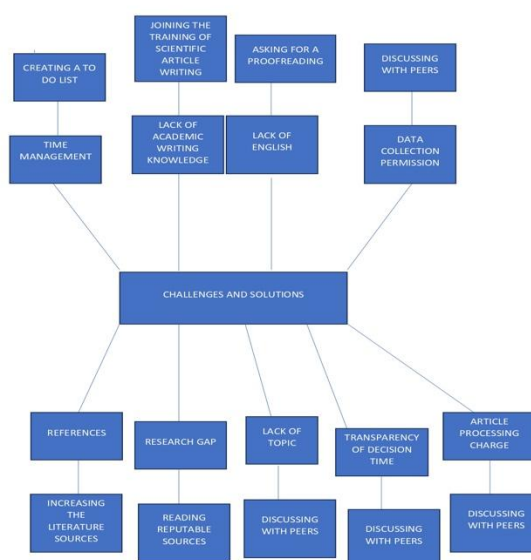 CREATING A TO
DO LIST
JOINING THE
TRAINING OF
SCIENTIFIC
ARTICLE
WRITING
ASKING FOR A
PROOFREADING
DISCUSSING
WITH PEERS
TIME
MANAGEMENT
LACK OF
ACADEMIC
WRITING
KNOWLEDGE
LACK OF
ENGLISH
DATA
COLLECTION
PERMISSION
CHALLENGES AND SOLUTIONS
REFERENCES
RESEARCH GAP
LACK OF
TOPIC
TRANSPARENCY
OF DECISION
TIME
ARTICLE
PROCESSING
CHARGE
INCREASING
THE
LITERATURE
SOURCES
READING
REPUTABLE
SOURCES
DISCUSSING
WITH PEERS
DISCUSSING
WITH PEERS
DISCUSSING
WITH PEERS